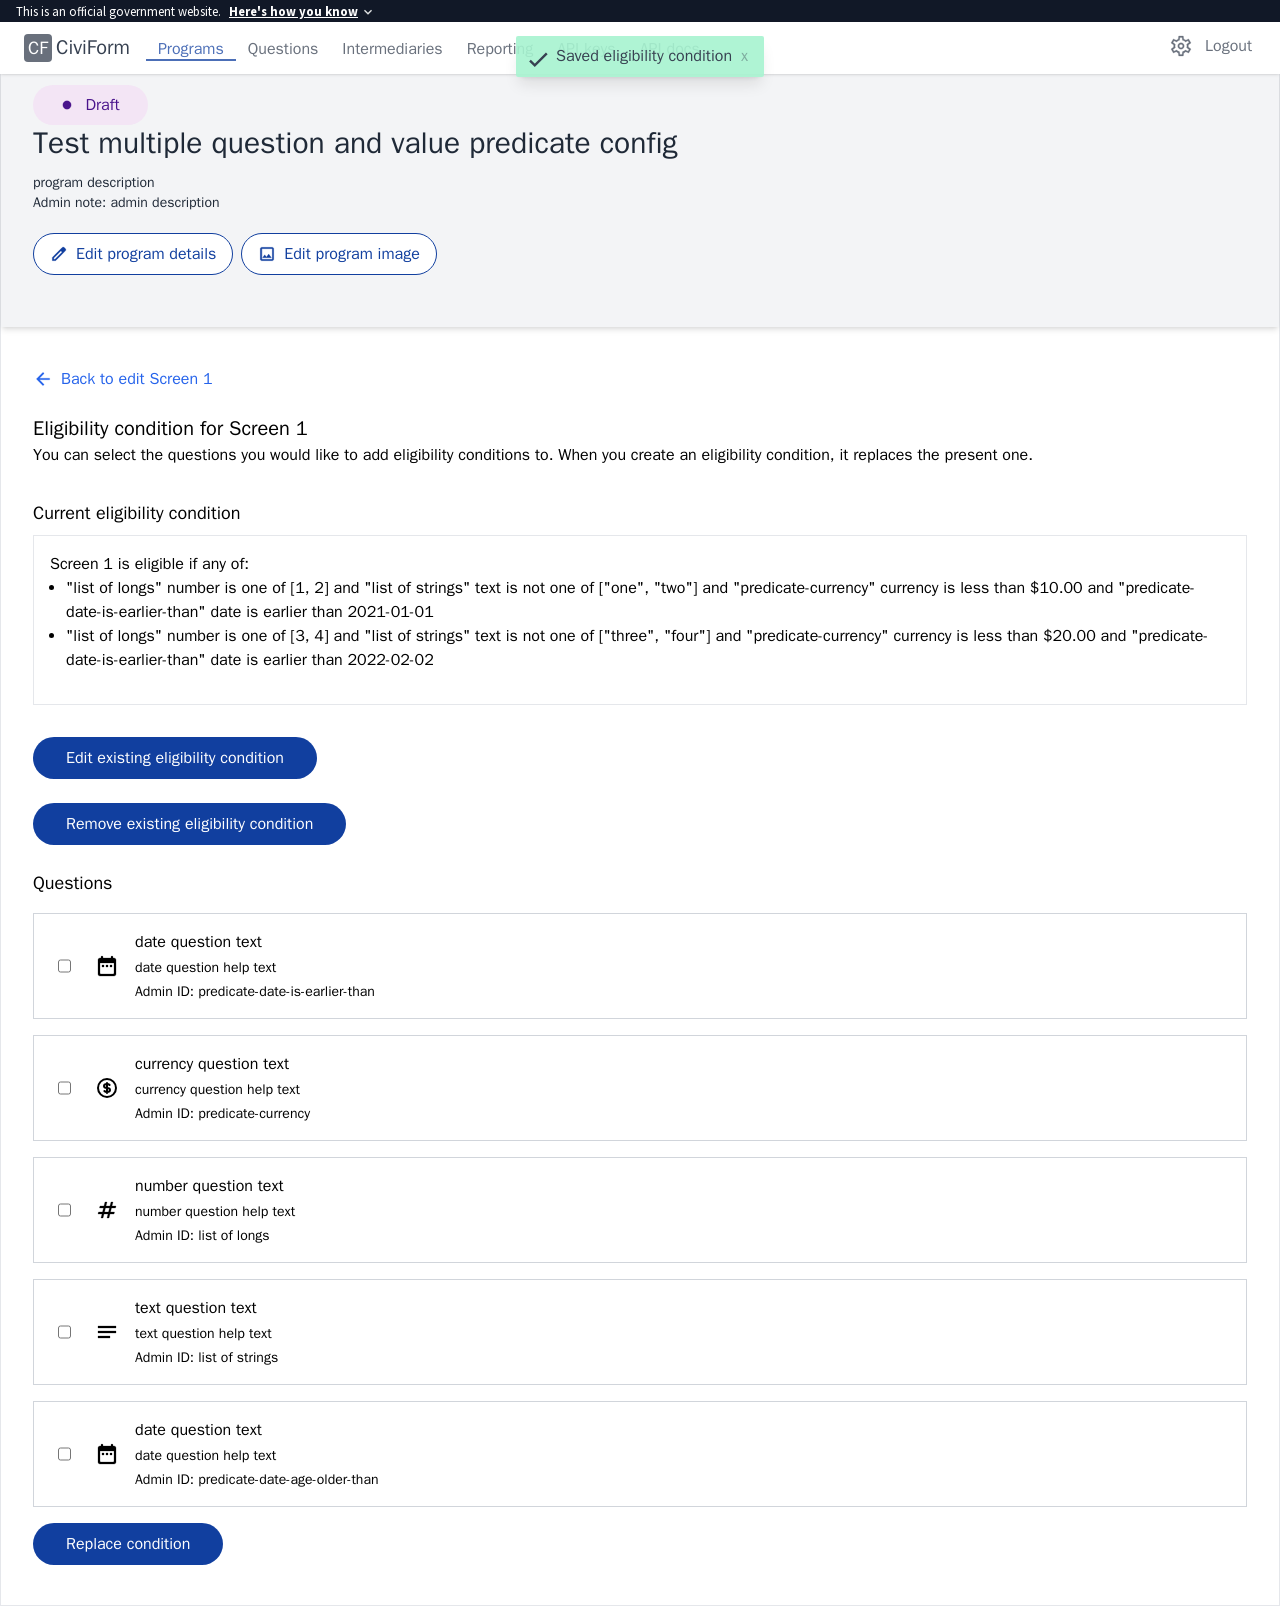 This is an official government website. Here's how you know
CF CiviForm Programs Questions Intermediaries Reporting Logout
Saved eligibility condition x
Draft
Test multiple question and value predicate config
program description
Admin note: admin description
Edit program details Edit program image
Back to edit Screen 1
Eligibility condition for Screen 1
You can select the questions you would like to add eligibility conditions to. When you create an eligibility condition, it replaces the present one.
Current eligibility condition
Screen 1 is eligible if any of:
"list of longs" number is one of [1, 2] and "list of strings" text is not one of ["one", "two"] and "predicate-currency" currency is less than $10.00 and "predicate-
date-is-earlier-than" date is earlier than 2021-01-01
"list of longs" number is one of [3, 4] and "list of strings" text is not one of ["three", "four"] and "predicate-currency" currency is less than $20.00 and "predicate-
date-is-earlier-than" date is earlier than 2022-02-02
Edit existing eligibility condition
Remove existing eligibility condition
Questions
date question text
date question help text
Admin ID: predicate-date-is-earlier-than
currency question text
currency question help text
Admin ID: predicate-currency
number question text
number question help text
Admin ID: list of longs
text question text
text question help text
Admin ID: list of strings
date question text
date question help text
Admin ID: predicate-date-age-older-than
Replace condition